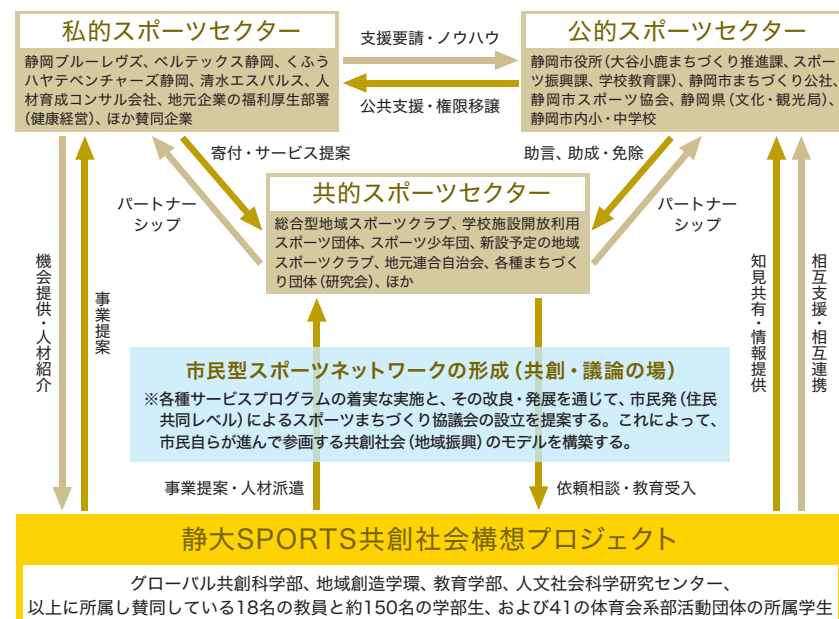 私的スポーツセクター
静岡ブルーレヴズ、ベルテックス静岡、くふう
ハヤテベンチャーズ静岡、清水エスパルス、人
材育成コンサル会社、地元企業の福利厚生部署
(健康経営)、ほか賛同企業
支援要請・ノウハウ
公共支援・権限移譲
公的スポーツセクター
静岡市役所(大谷小鹿まちづくり推進課、スポー
ツ振興課、学校教育課)、静岡市まちづくり公社、
静岡市スポーツ協会、静岡県(文化・観光局)、
静岡市内小・中学校
寄付・サービス提案
助言、助成・免除
パートナー
シップ
共的スポーツセクター
総合型地域スポーツクラブ、学校施設開放利用
スポーツ団体、スポーツ少年団、新設予定の地域
スポーツクラブ、地元連合自治会、各種まちづく
り団体(研究会)、ほか
パートナー
シップ
機会提供・人材紹介
事業提案
知見共有・情報提供
相互支援・相互連携
市民型スポーツネットワークの形成(共創・議論の場)
※各種サービスプログラムの着実な実施と、その改良・発展を通じて、市民発(住民
共同レベル)によるスポーツまちづくり協議会の設立を提案する。これによって、
市民自らが進んで参画する共創社会(地域振興)のモデルを構築する。
事業提案・人材派遣
依頼相談・教育受入
静大SPORTS共創社会構想プロジェクト
グローバル共創科学部、地域創造学環、教育学部、人文社会科学研究センター、
以上に所属し賛同している18名の教員と約150名の学部生、および41の体育会系部活動団体の所属学生